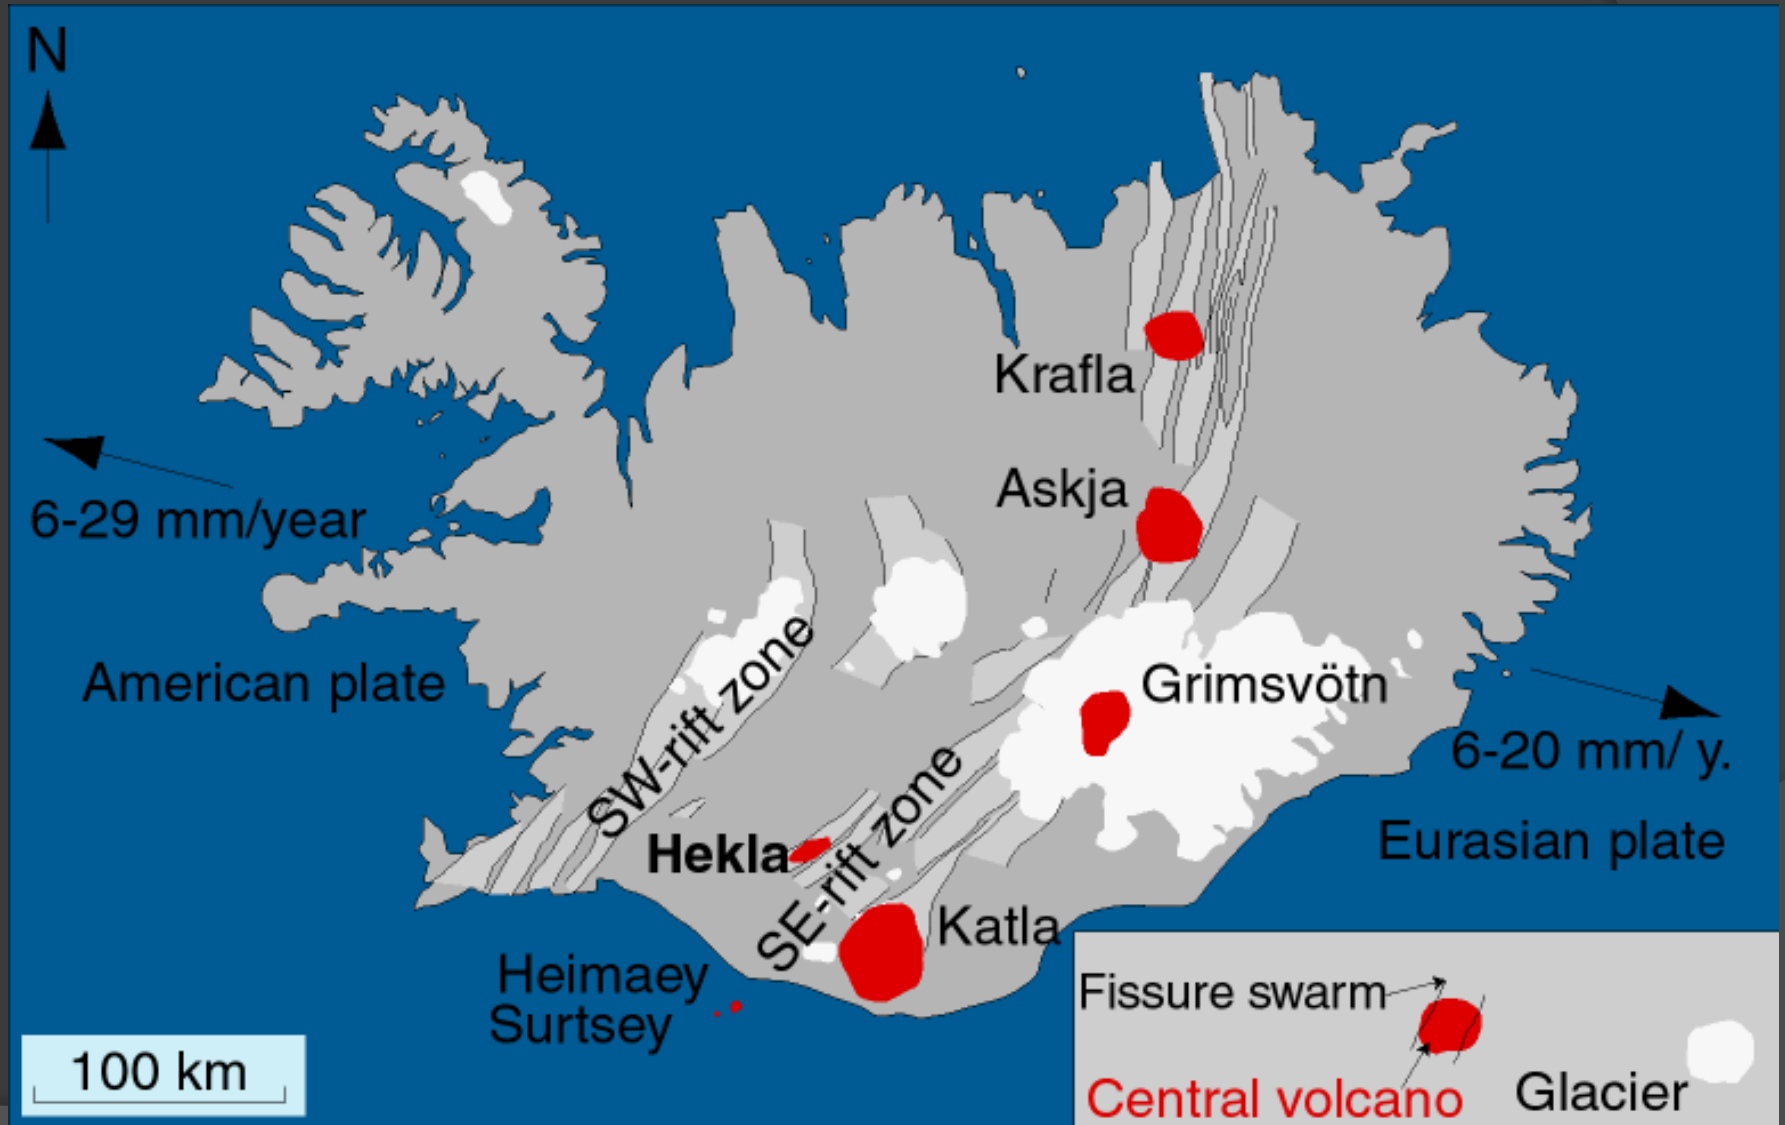 N
Krafla
Askja
6-29 mm/year
American plate
SW-rift zone
Grimsvötn
6-20 mm/ y.
SE-rift zone
Hekla
Eurasian plate
Katla
Heimaey
Surtsey
Fissure swarm
100 km
Central volcano
Glacier